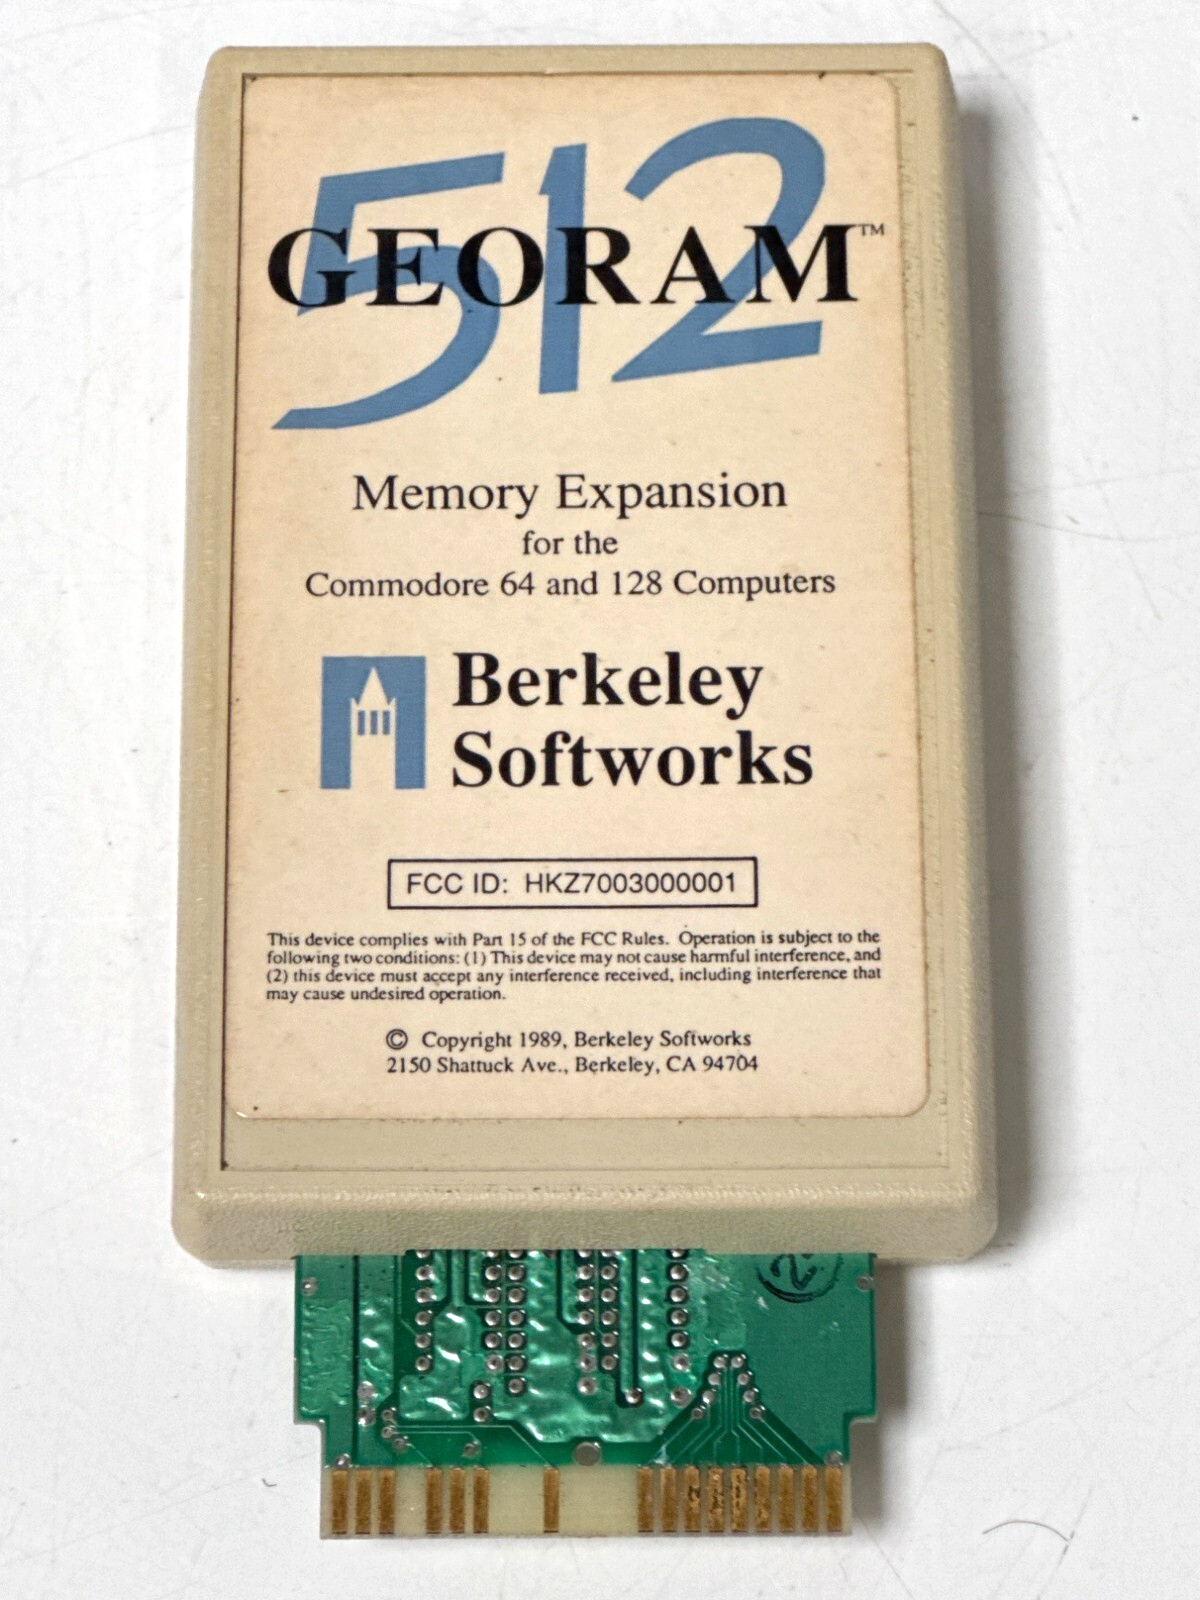 512
GEORAM™
Memory Expansion
for the
Commodore 64 and 128 Computers
Berkeley
Softworks
FCC ID: HKZ7003000001
This device complies with Part 15 of the FCC Rules. Operation is subject to the
following two conditions: (1) This device may not cause harmful interference, and
(2) this device must accept any interference received, including interference that
may cause undesired operation.
© Copyright 1989, Berkeley Softworks
2150 Shattuck Ave., Berkeley, CA 94704